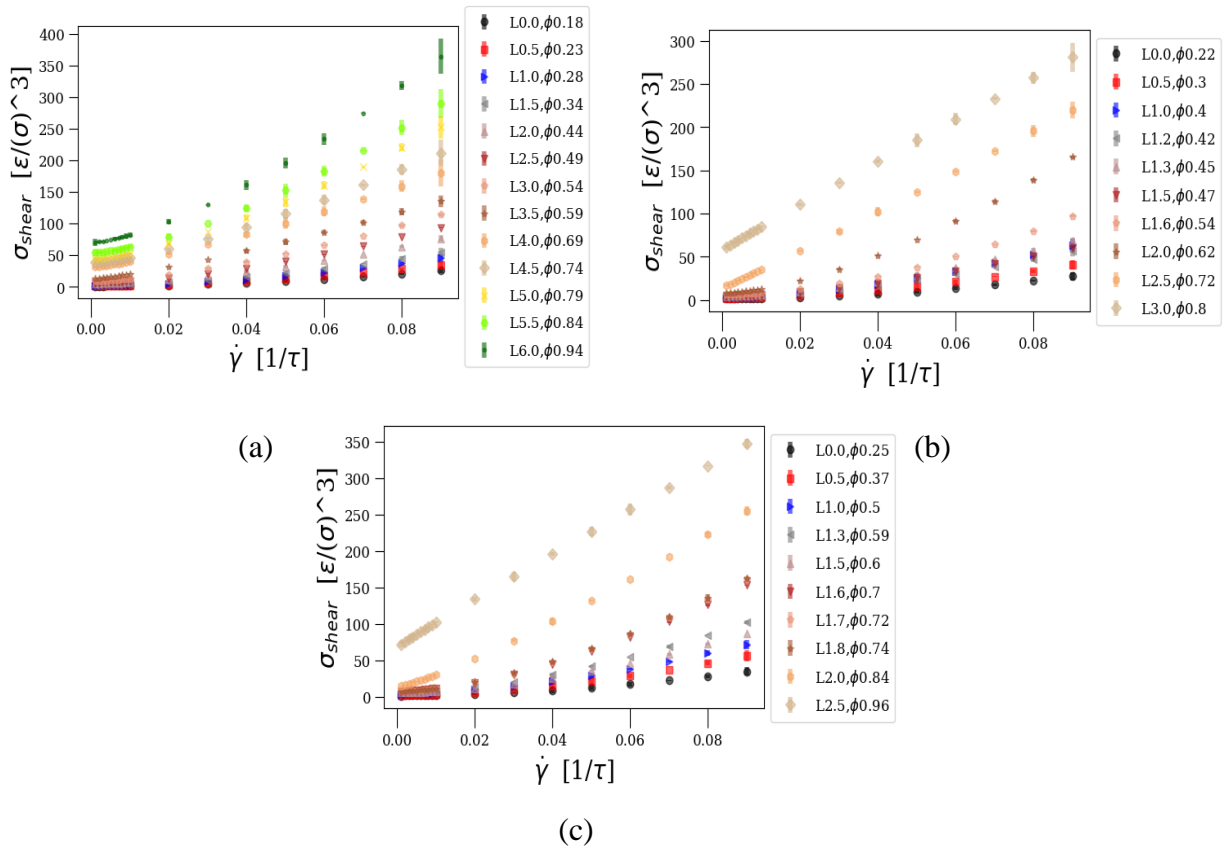 400
350
300
250
200
150
100
50
0
σshear [ε/(σ)^3]
0.00 0.02 0.04 0.06 0.08
γ̇ [1/τ]
L0.0,ϕ0.18
L0.5,ϕ0.23
L1.0,ϕ0.28
L1.5,ϕ0.34
L2.0,ϕ0.44
L2.5,ϕ0.49
L3.0,ϕ0.54
L3.5,ϕ0.59
L4.0,ϕ0.69
L4.5,ϕ0.74
L5.0,ϕ0.79
L5.5,ϕ0.84
L6.0,ϕ0.94
(a)
300
250
200
150
100
50
0
σshear [ε/(σ)^3]
0.00 0.02 0.04 0.06 0.08
γ̇ [1/τ]
L0.0,ϕ0.22
L0.5,ϕ0.3
L1.0,ϕ0.4
L1.2,ϕ0.42
L1.3,ϕ0.45
L1.5,ϕ0.47
L1.6,ϕ0.54
L2.0,ϕ0.62
L2.5,ϕ0.72
L3.0,ϕ0.8
(b)
350
300
250
200
150
100
50
0
σshear [ε/(σ)^3]
0.00 0.02 0.04 0.06 0.08
γ̇ [1/τ]
L0.0,ϕ0.25
L0.5,ϕ0.37
L1.0,ϕ0.5
L1.3,ϕ0.59
L1.5,ϕ0.6
L1.6,ϕ0.7
L1.7,ϕ0.72
L1.8,ϕ0.74
L2.0,ϕ0.84
L2.5,ϕ0.96
(c)